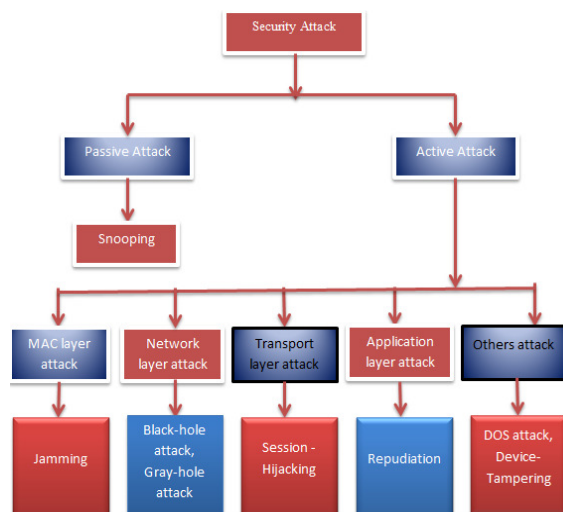 Security Attack
Passive Attack
Active Attack
Snooping
MAC layer
attack
Network
layer attack
Transport
layer attack
Application
layer attack
Others attack
Jamming
Black-hole
attack,
Gray-hole
attack
Session -
Hijacking
Repudiation
DOS attack,
Device-
Tampering